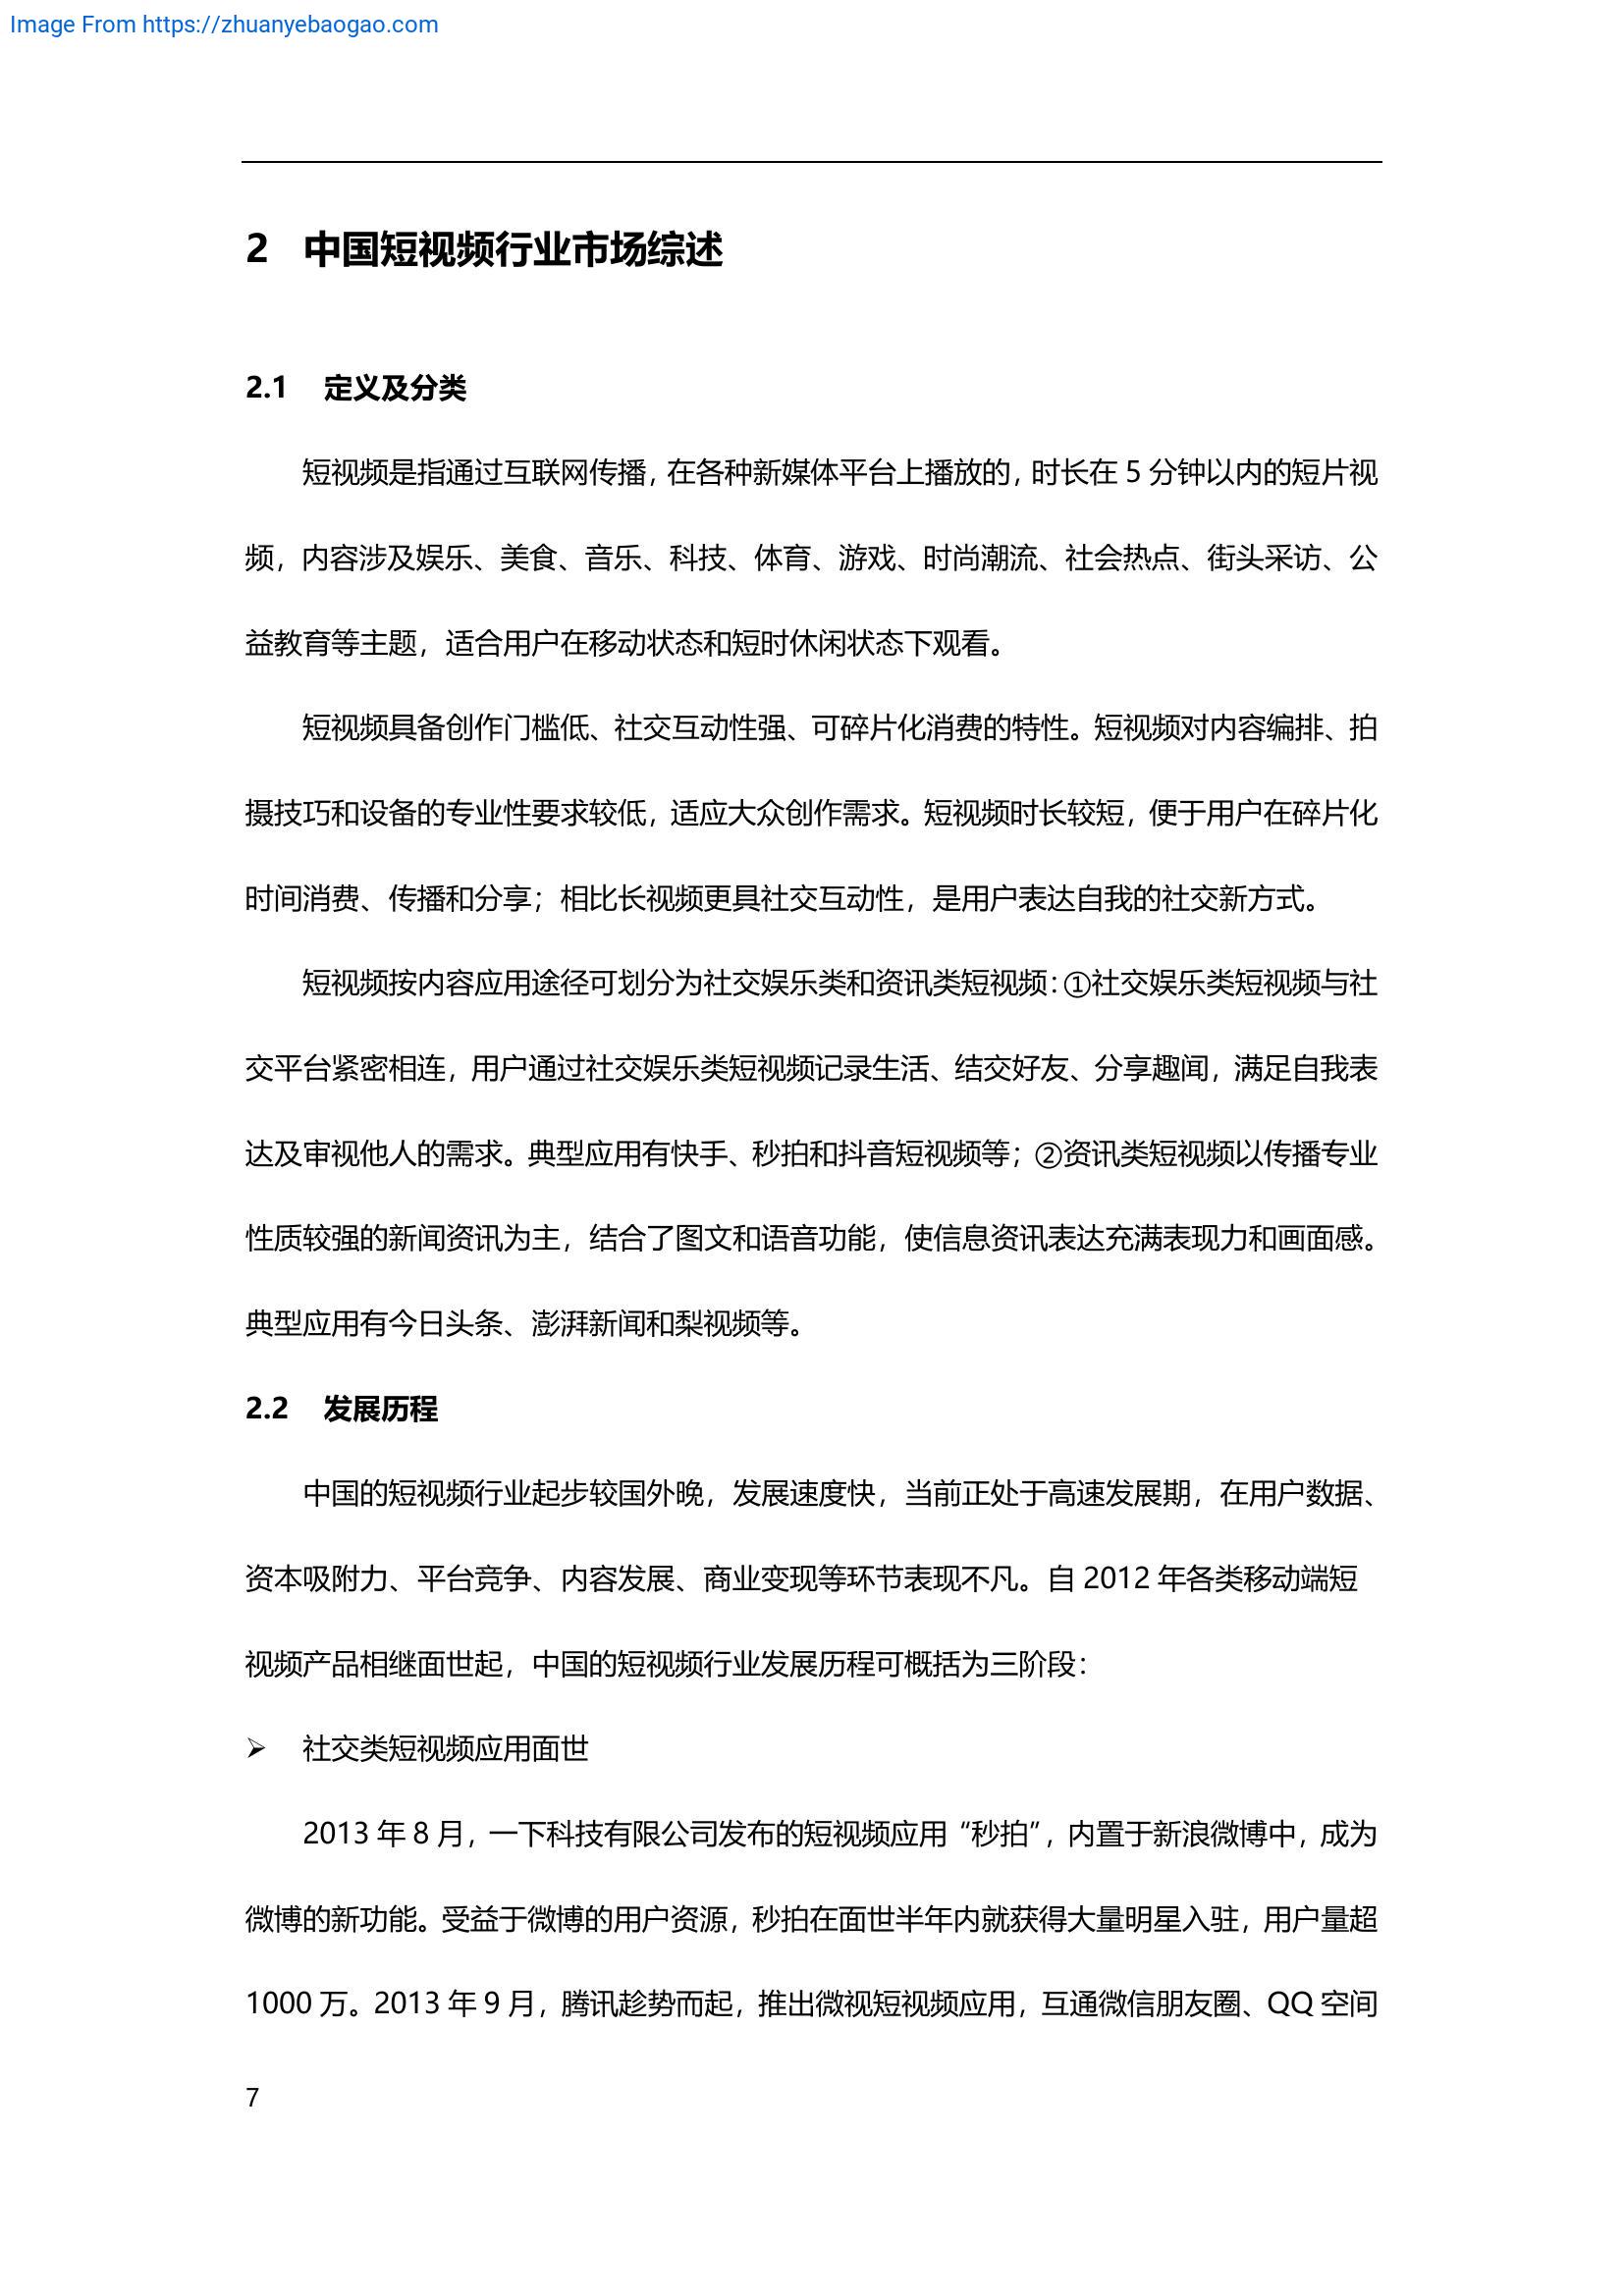 Image From https://zhuanyebaogao.com
2 中国短视频行业市场综述
2.1 定义及分类
短视频是指通过互联网传播，在各种新媒体平台上播放的，时长在 5 分钟以内的短片视
频，内容涉及娱乐、美食、音乐、科技、体育、游戏、时尚潮流、社会热点、街头采访、公
益教育等主题，适合用户在移动状态和短时休闲状态下观看。
短视频具备创作门槛低、社交互动性强、可碎片化消费的特性。短视频对内容编排、拍
摄技巧和设备的专业性要求较低，适应大众创作需求。短视频时长较短，便于用户在碎片化
时间消费、传播和分享；相比长视频更具社交互动性，是用户表达自我的社交新方式。
短视频按内容应用途径可划分为社交娱乐类和资讯类短视频：①社交娱乐类短视频与社
交平台紧密相连，用户通过社交娱乐类短视频记录生活、结交好友、分享趣闻，满足自我表
达及审视他人的需求。典型应用有快手、秒拍和抖音短视频等；②资讯类短视频以传播专业
性质较强的新闻资讯为主，结合了图文和语音功能，使信息资讯表达充满表现力和画面感。
典型应用有今日头条、澎湃新闻和梨视频等。
2.2 发展历程
中国的短视频行业起步较国外晚，发展速度快，当前正处于高速发展期，在用户数据、
资本吸附力、平台竞争、内容发展、商业变现等环节表现不凡。自 2012 年各类移动端短
视频产品相继面世起，中国的短视频行业发展历程可概括为三阶段：
➢ 社交类短视频应用面世
2013 年 8 月，一下科技有限公司发布的短视频应用“秒拍”，内置于新浪微博中，成为
微博的新功能。受益于微博的用户资源，秒拍在面世半年内就获得大量明星入驻，用户量超
1000 万。2013 年 9 月，腾讯趁势而起，推出微视短视频应用，互通微信朋友圈、QQ 空间
7